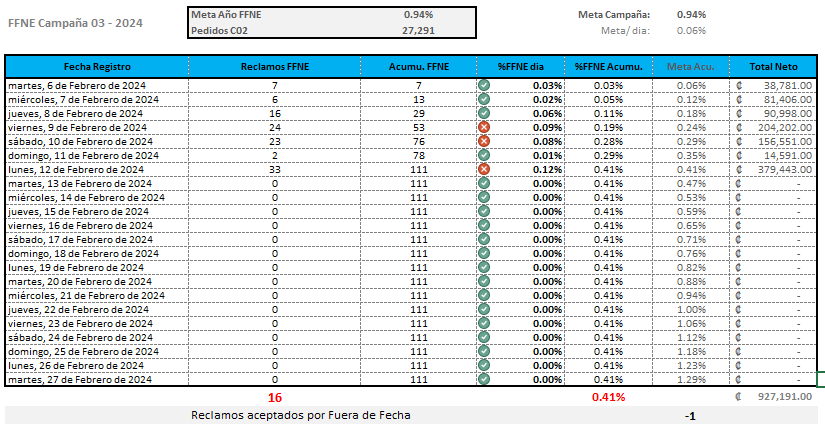 FFNE Campaña 03 - 2024
Meta Año FFNE 0.94%
Pedidos C02 27,291
Meta Campaña: 0.94%
Meta/dia: 0.06%
Fecha Registro Reclamos FFNE Acumu. FFNE %FFNE dia %FFNE Acumu. Meta Acu. Total Neto
martes, 6 de Febrero de 2024 7 7 0.03% 0.03% 0.06% ₡ 38,781.00
miércoles, 7 de Febrero de 2024 6 13 0.02% 0.05% 0.12% ₡ 81,406.00
jueves, 8 de Febrero de 2024 16 29 0.06% 0.11% 0.18% ₡ 90,998.00
viernes, 9 de Febrero de 2024 24 53 0.09% 0.19% 0.24% ₡ 204,202.00
sábado, 10 de Febrero de 2024 23 76 0.08% 0.28% 0.29% ₡ 156,551.00
domingo, 11 de Febrero de 2024 2 78 0.01% 0.29% 0.35% ₡ 14,591.00
lunes, 12 de Febrero de 2024 33 111 0.12% 0.41% 0.41% ₡ 379,443.00
martes, 13 de Febrero de 2024 0 111 0.00% 0.41% 0.47% ₡ -
miércoles, 14 de Febrero de 2024 0 111 0.00% 0.41% 0.53% ₡ -
jueves, 15 de Febrero de 2024 0 111 0.00% 0.41% 0.59% ₡ -
viernes, 16 de Febrero de 2024 0 111 0.00% 0.41% 0.65% ₡ -
sábado, 17 de Febrero de 2024 0 111 0.00% 0.41% 0.71% ₡ -
domingo, 18 de Febrero de 2024 0 111 0.00% 0.41% 0.76% ₡ -
lunes, 19 de Febrero de 2024 0 111 0.00% 0.41% 0.82% ₡ -
martes, 20 de Febrero de 2024 0 111 0.00% 0.41% 0.88% ₡ -
miércoles, 21 de Febrero de 2024 0 111 0.00% 0.41% 0.94% ₡ -
jueves, 22 de Febrero de 2024 0 111 0.00% 0.41% 1.00% ₡ -
viernes, 23 de Febrero de 2024 0 111 0.00% 0.41% 1.06% ₡ -
sábado, 24 de Febrero de 2024 0 111 0.00% 0.41% 1.12% ₡ -
domingo, 25 de Febrero de 2024 0 111 0.00% 0.41% 1.18% ₡ -
lunes, 26 de Febrero de 2024 0 111 0.00% 0.41% 1.23% ₡ -
martes, 27 de Febrero de 2024 0 111 0.00% 0.41% 1.29% ₡ -
16 0.41% ₡ 927,191.00
Reclamos aceptados por Fuera de Fecha -1